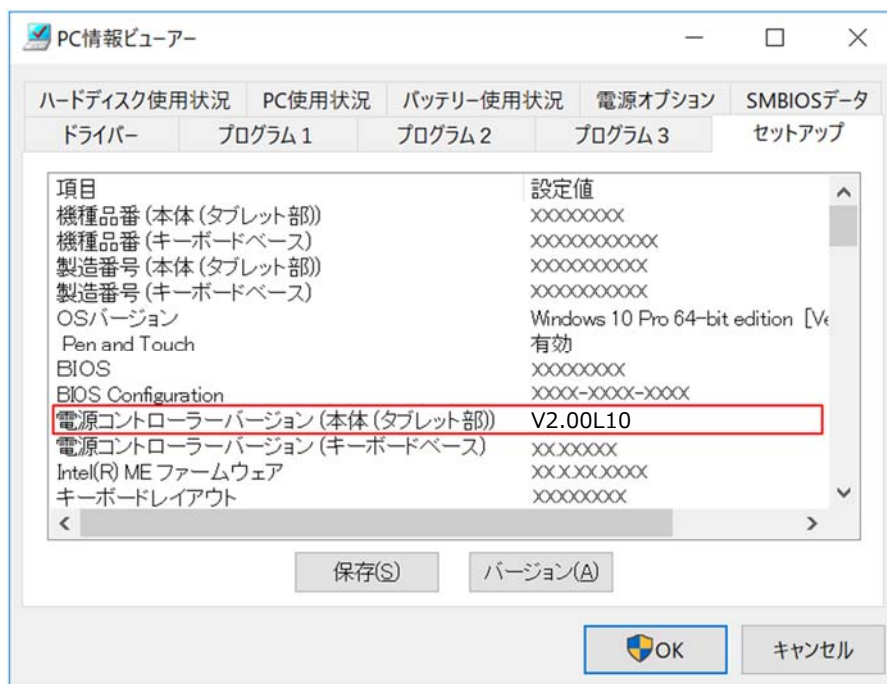 PC情報ビューアー
ハードディスク使用状況 PC使用状況 バッテリー使用状況 電源オプション SMBIOSデータ
ドライバー プログラム1 プログラム2 プログラム3 セットアップ
項目 設定値
機種品番(本体(タブレット部)) XXXXXXXX
機種品番(キーボードベース) XXXXXXXXXXX
製造番号(本体(タブレット部)) XXXXXXXXXX
製造番号(キーボードベース) XXXXXXXXXX
OSバージョン Windows 10 Pro 64-bit edition [Ve
Pen and Touch 有効
BIOS XXXXXXXX
BIOS Configuration XXXX-XXXX-XXXX
電源コントローラーバージョン(本体(タブレット部)) V2.00L10
電源コントローラーバージョン(キーボードベース) XX.XXXXX
Intel(R) MEファームウェア XX.X.XX.XXXX
キーボードレイアウト XXXXXXXX
保存(S) バージョン(A)
OK キャンセル